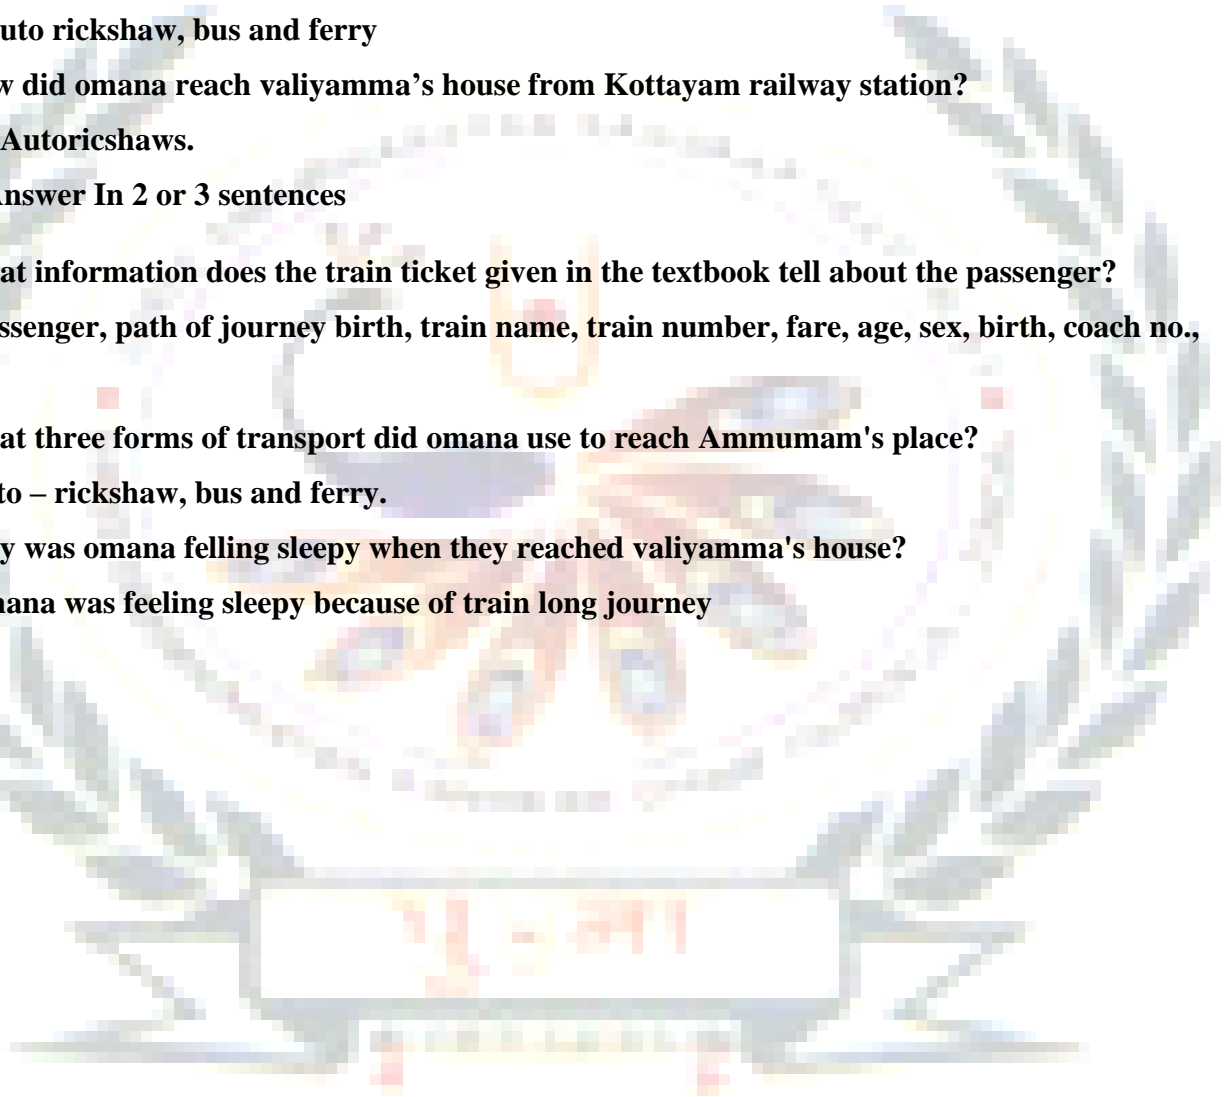 uto rickshaw, bus and ferry
w did omana reach valiyamma’s house from Kottayam railway station?
Autoricshaws.
nswer In 2 or 3 sentences
at information does the train ticket given in the textbook tell about the passenger?
ssenger, path of journey birth, train name, train number, fare, age, sex, birth, coach no.,
at three forms of transport did omana use to reach Ammumam's place?
to – rickshaw, bus and ferry.
y was omana felling sleepy when they reached valiyamma's house?
nana was feeling sleepy because of train long journey